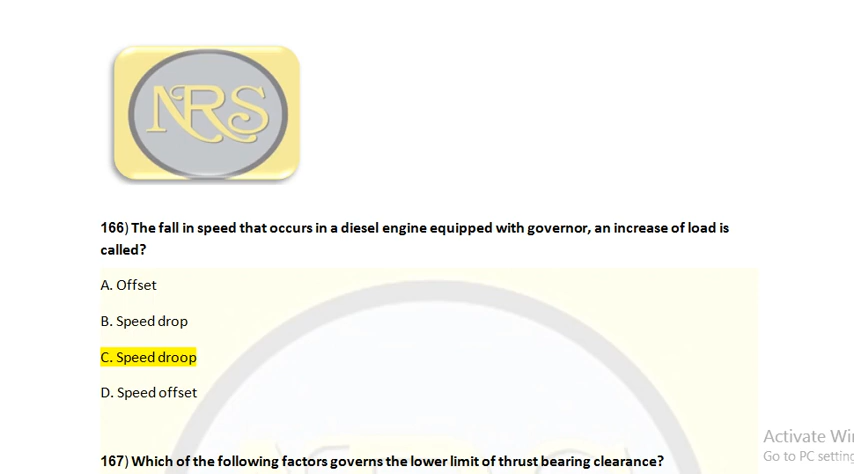 NRS
166) The fall in speed that occurs in a diesel engine equipped with governor, an increase of load is
called?
A. Offset
B. Speed drop
C. Speed droop
D. Speed offset
167) Which of the following factors governs the lower limit of thrust bearing clearance?
Activate Wi
Go to PC setting